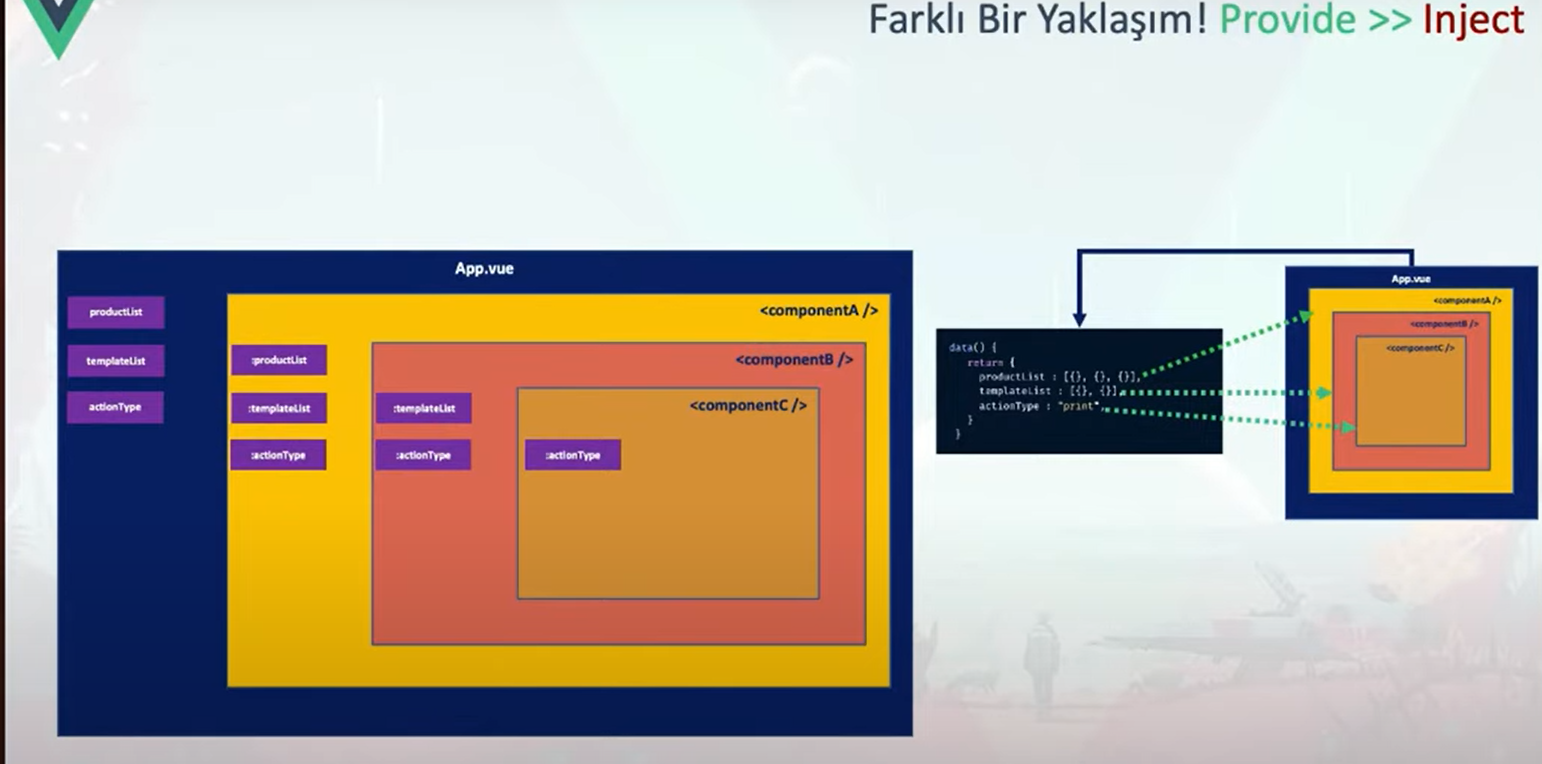 Farklı Bir Yaklaşım! Provide >> Inject
App.vue
productList
templateList
actionType
<componentA />
:productList
:templateList
:actionType
<componentB />
:templateList
:actionType
<componentC />
:actionType
data() {
return {
productList : [{}, {}, {}],
templateList : [{}, {}],
actionType : "print",
}
}
App.vue
<componentA />
<componentB />
<componentC />